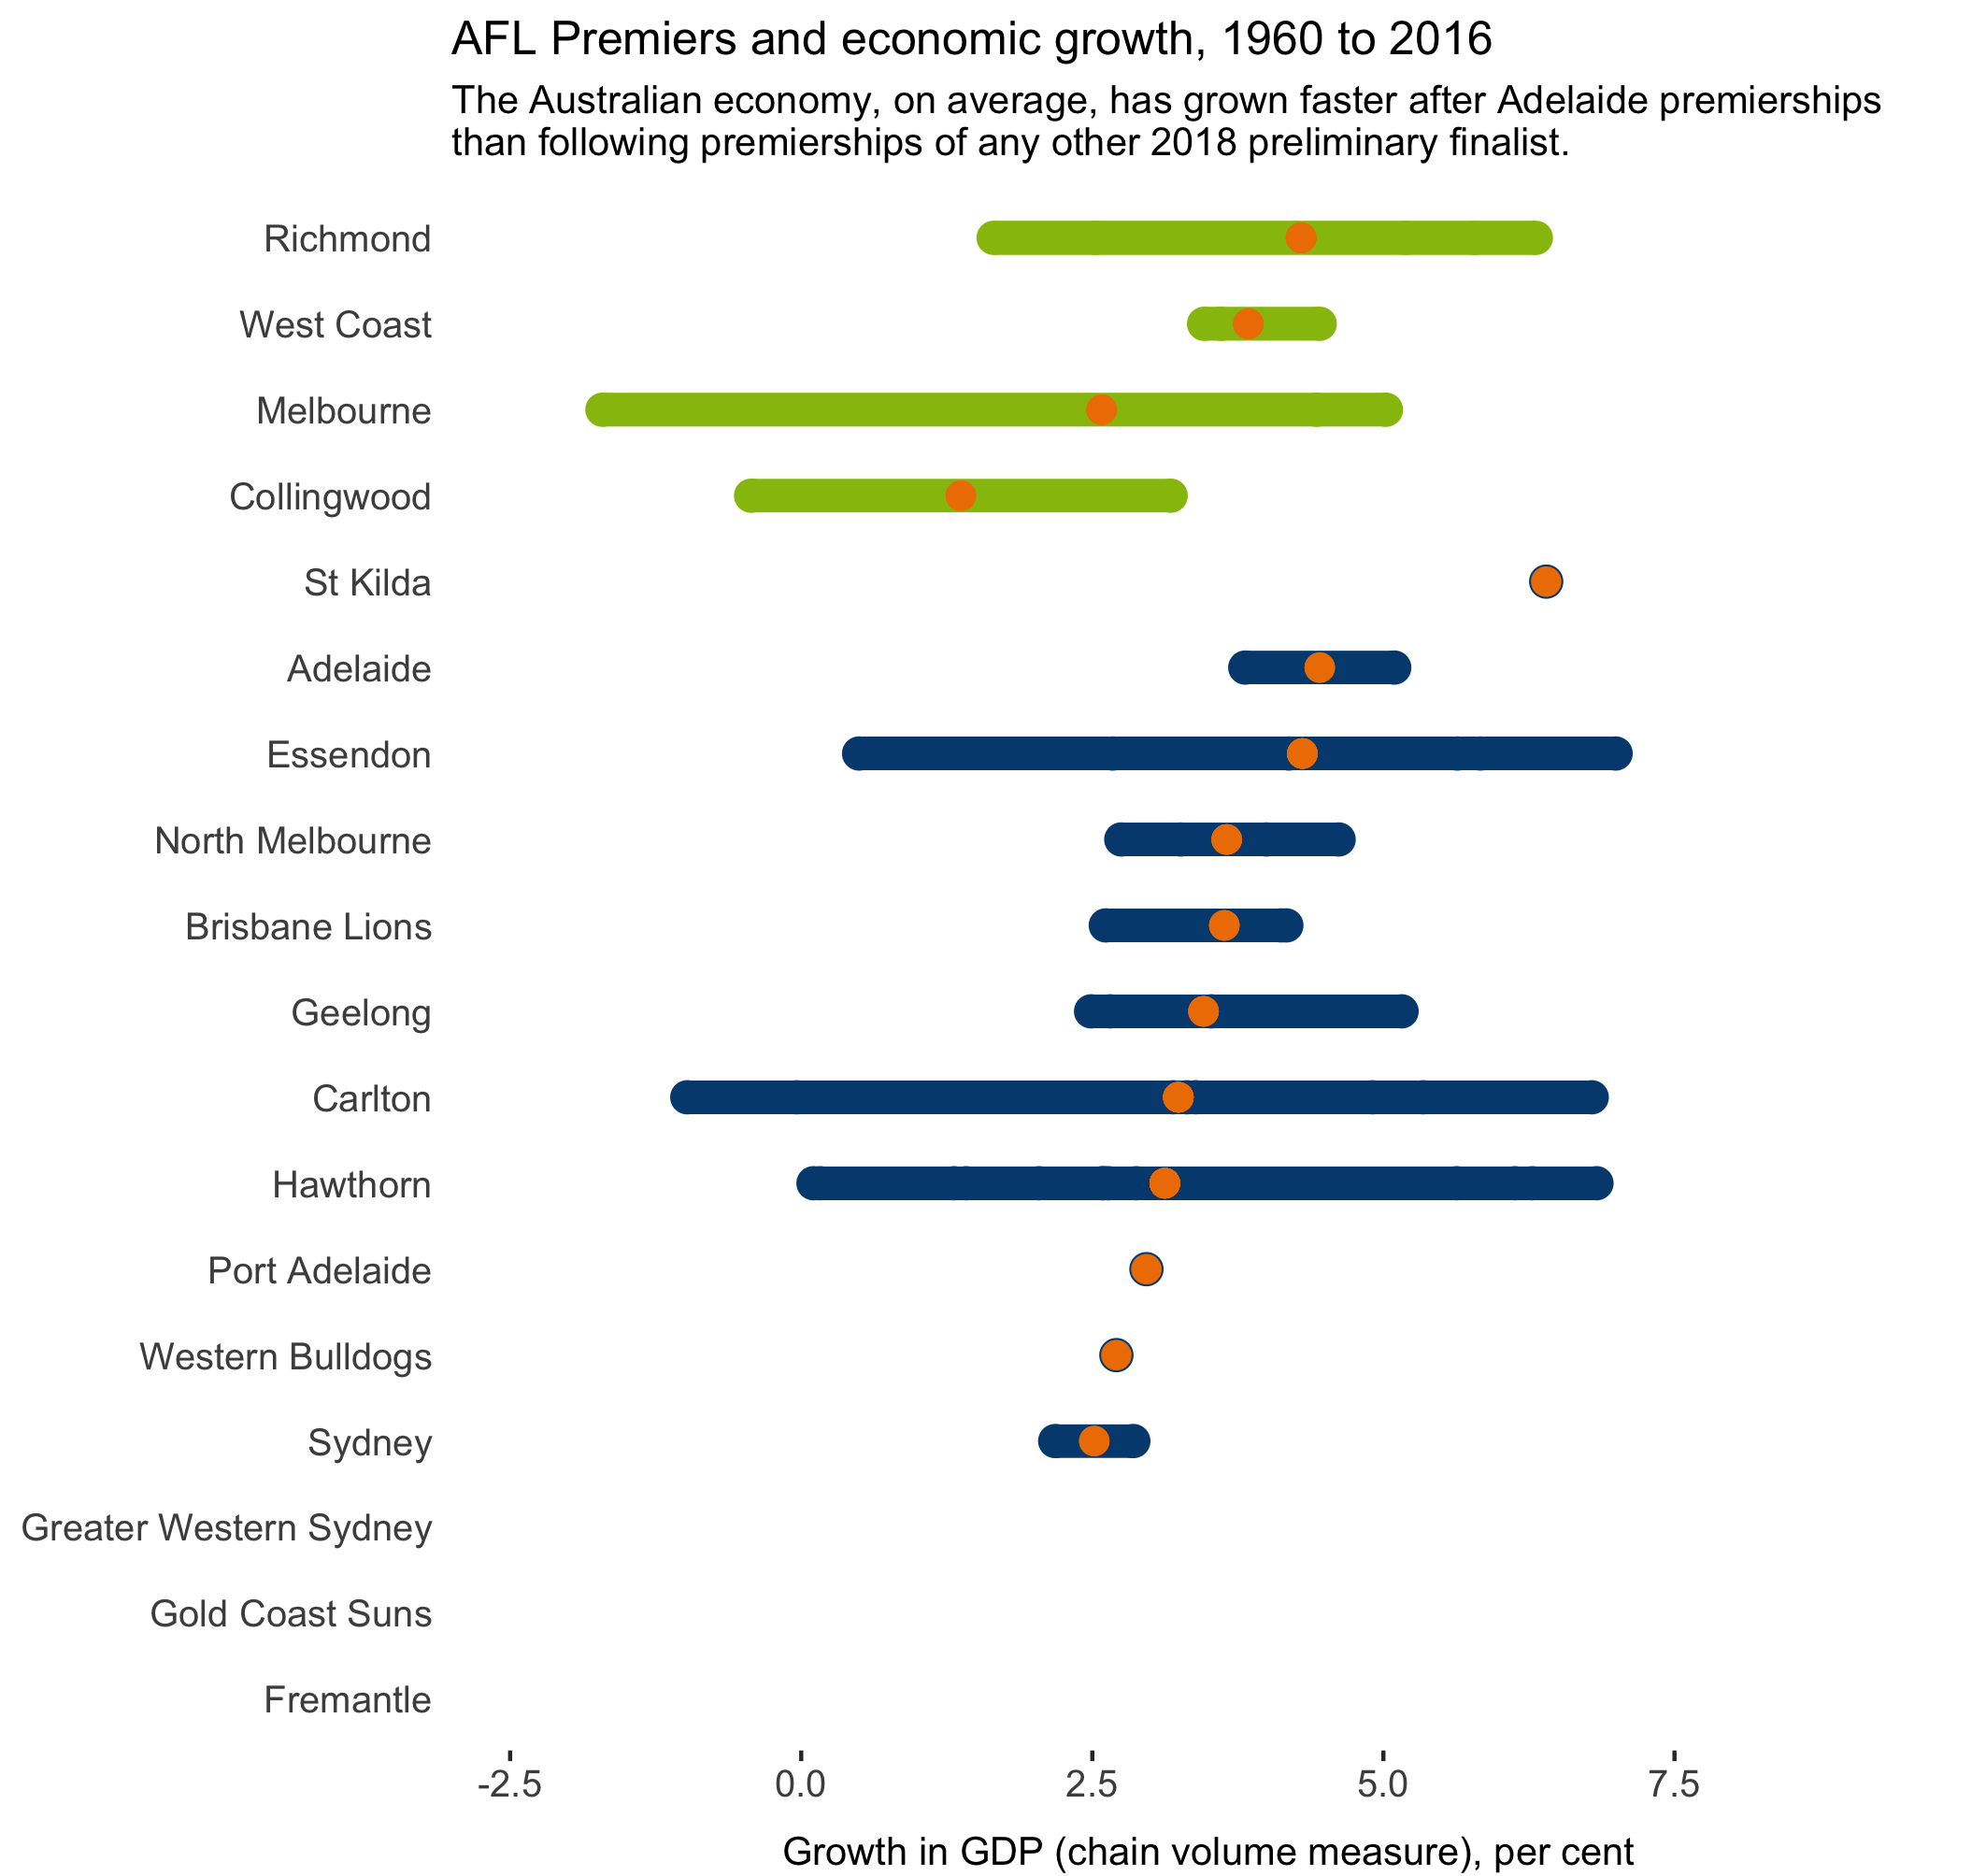 AFL Premiers and economic growth, 1960 to 2016
The Australian economy, on average, has grown faster after Adelaide premierships
than following premierships of any other 2018 preliminary finalist.
Richmond
West Coast
Melbourne
Collingwood
St Kilda
Adelaide
Essendon
North Melbourne
Brisbane Lions
Geelong
Carlton
Hawthorn
Port Adelaide
Western Bulldogs
Sydney
Greater Western Sydney
Gold Coast Suns
Fremantle
-2.5 0.0 2.5 5.0 7.5
Growth in GDP (chain volume measure), per cent